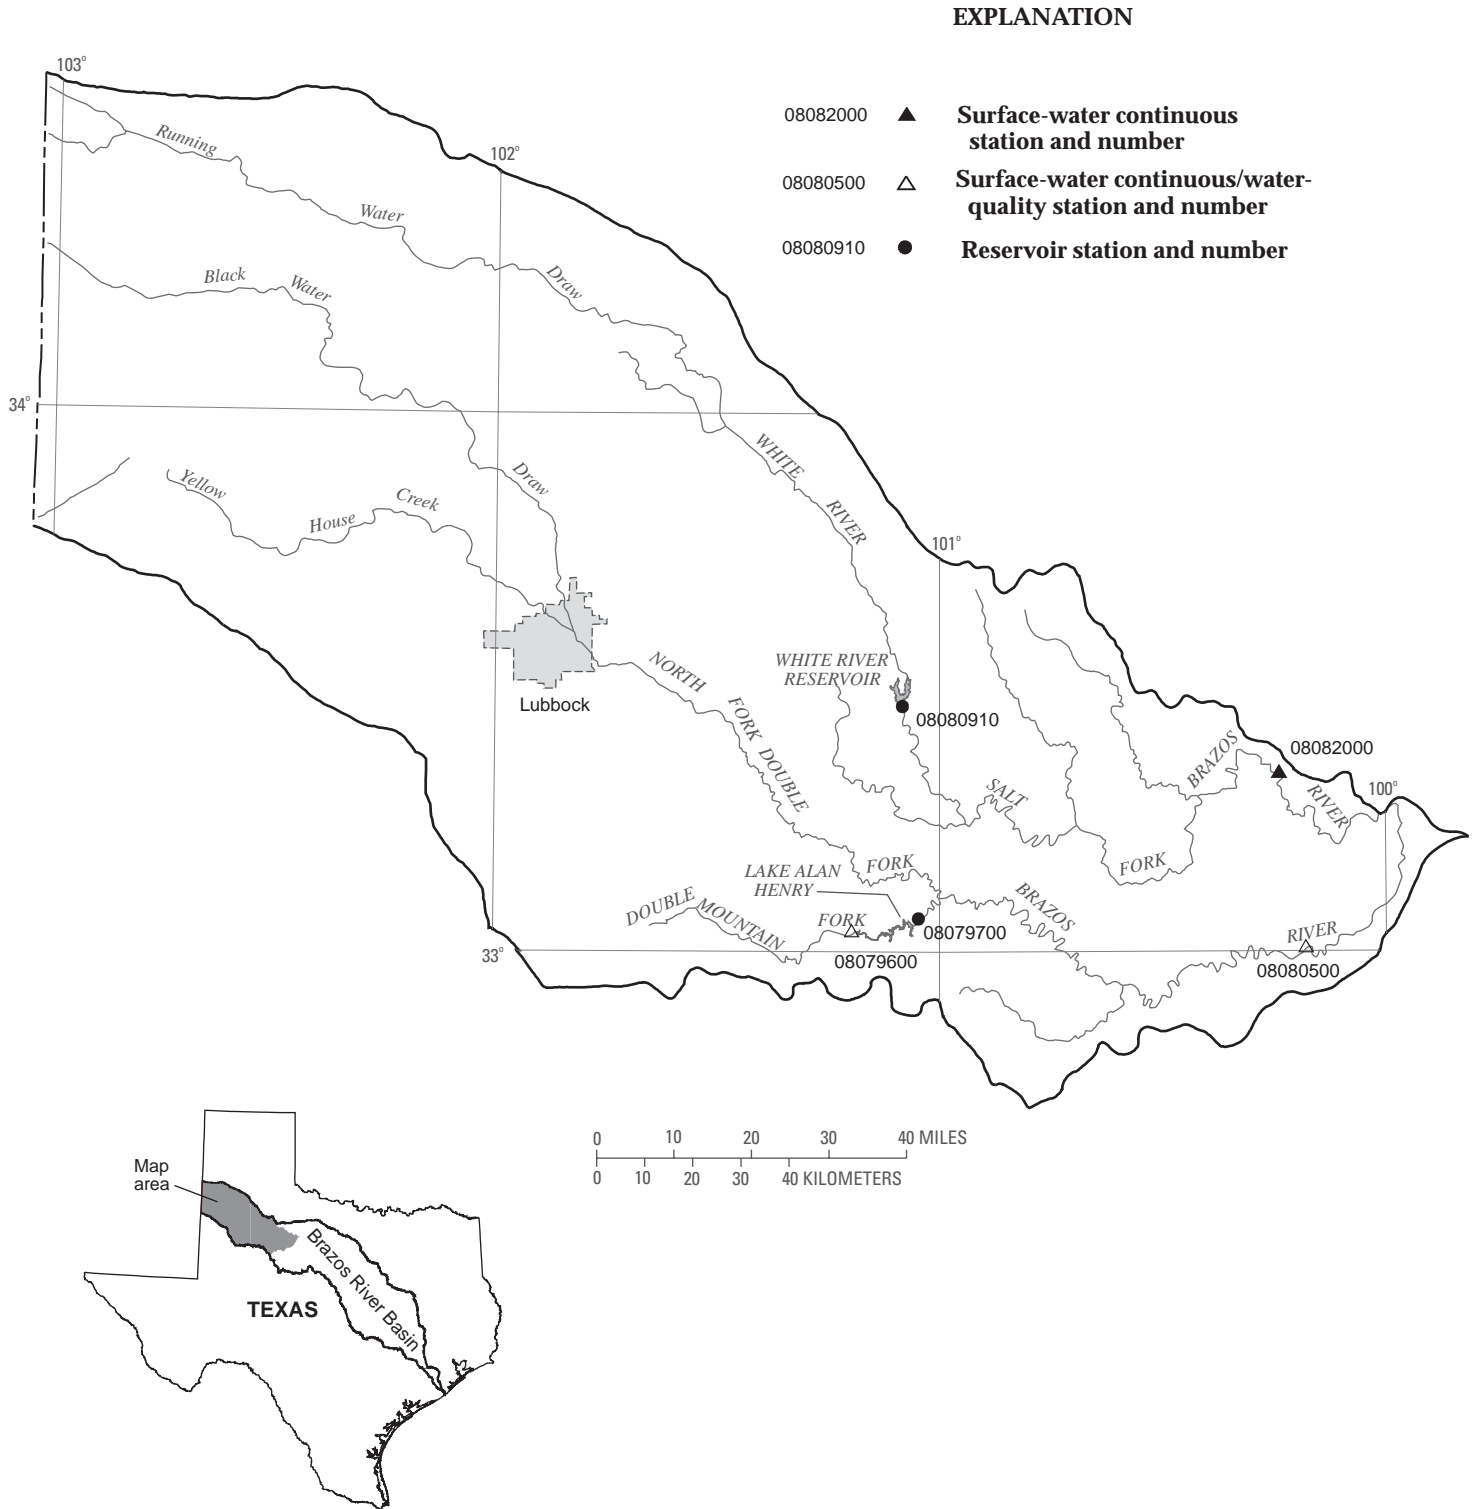 EXPLANATION
103°
08082000
Surface-water continuous
station and number
Running
102°
08080500
Surface-water continuous/water-
quality station and number
Water
08080910
Reservoir station and number
Black
Water
Draw
34°
WHITE
Draw
Yellow
House
Creek
RIVER
101°
WHITE RIVER
RESERVOIR
NORTH
Lubbock
08080910
FORK
DOUBLE
BRAZOS
08082000
SALT
RIVER
100°
FORK
FORK
LAKE ALAN
HENRY
BRAZOS
DOUBLE
MOUNTAIN
FORK
08079700
RIVER
33°
08079600
08080500
0 10 20 30 40 MILES
0 10 20 30 40 KILOMETERS
Map
area
Brazos River Basin
TEXAS